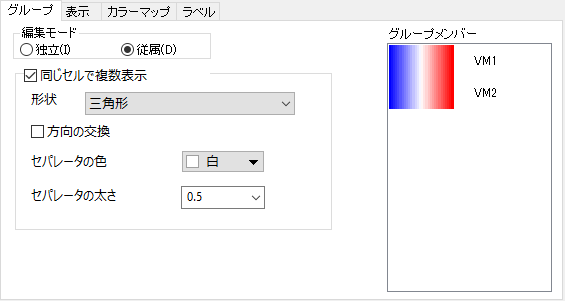 グループ 表示 カラーマップ ラベル
編集モード
独立(I) 従属(D)
同じセルで複数表示
形状 三角形
方向の交換
セパレータの色 白
セパレータの太さ 0.5
グループメンバー
VM1
VM2